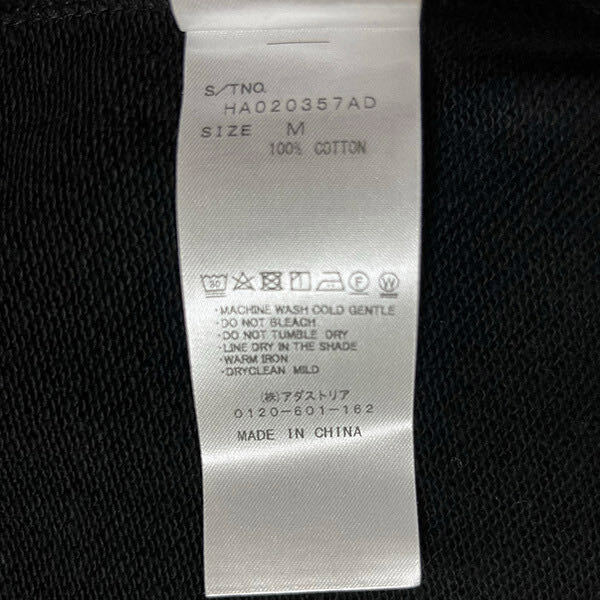 S/TNO.
HA020357AD
SIZE M
100% COTTON
30 F W
·MACHINE WASH COLD GENTLE
·DO NOT BLEACH
·DO NOT TUMBLE DRY
·LINE DRY IN THE SHADE
·WARM IRON
·DRYCLEAN MILD
(株)アダストリア
0120-601-162
MADE IN CHINA